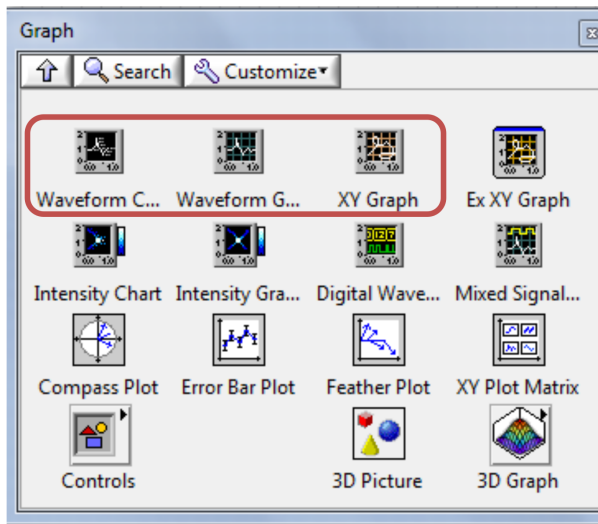 Graph
Search Customize
Waveform C... Waveform G... XY Graph Ex XY Graph
Intensity Chart Intensity Gra... Digital Wave... Mixed Signal...
Compass Plot Error Bar Plot Feather Plot XY Plot Matrix
Controls 3D Picture 3D Graph